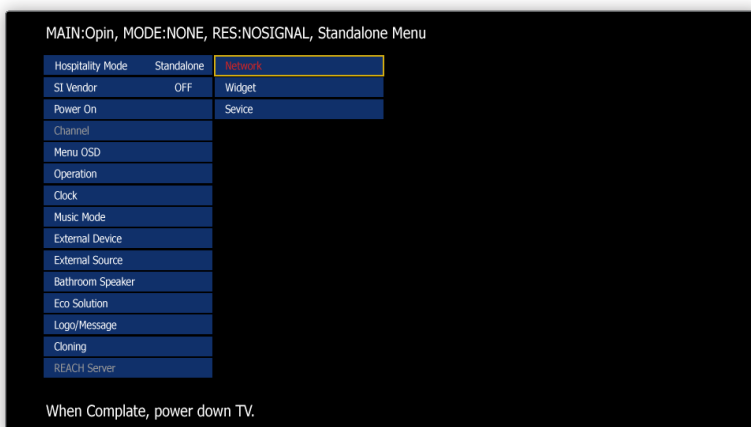 MAIN:Opin, MODE:NONE, RES:NOSIGNAL, Standalone Menu
Hospitality Mode Standalone Network
SI Vendor OFF Widget
Power On Sevice
Channel
Menu OSD
Operation
Clock
Music Mode
External Device
External Source
Bathroom Speaker
Eco Solution
Logo/Message
Cloning
REACH Server
When Complate, power down TV.